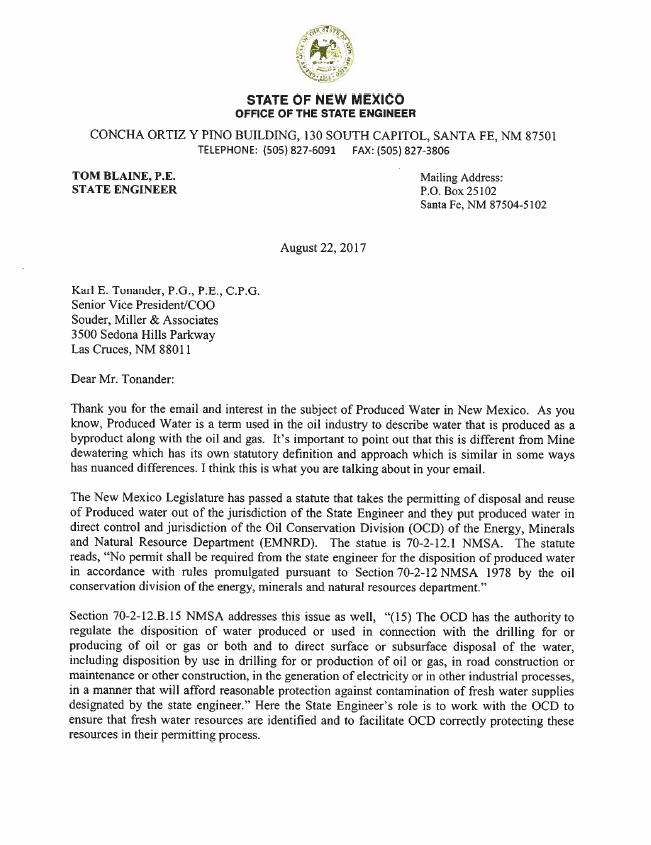 STATE OF NEW MEXICO
OFFICE OF THE STATE ENGINEER
CONCHA ORTIZ Y PINO BUILDING, 130 SOUTH CAPITOL, SANTA FE, NM 87501
TELEPHONE: (505) 827-6091 FAX: (505) 827-3806
TOM BLAINE, P.E.
STATE ENGINEER
Mailing Address:
P.O. Box 25102
Santa Fe, NM 87504-5102
August 22, 2017
Karl E. Tonander, P.G., P.E., C.P.G.
Senior Vice President/COO
Souder, Miller & Associates
3500 Sedona Hills Parkway
Las Cruces, NM 88011
Dear Mr. Tonander:
Thank you for the email and interest in the subject of Produced Water in New Mexico. As you
know, Produced Water is a term used in the oil industry to describe water that is produced as a
byproduct along with the oil and gas. It's important to point out that this is different from Mine
dewatering which has its own statutory definition and approach which is similar in some ways
has nuanced differences. I think this is what you are talking about in your email.
The New Mexico Legislature has passed a statute that takes the permitting of disposal and reuse
of Produced water out of the jurisdiction of the State Engineer and they put produced water in
direct control and jurisdiction of the Oil Conservation Division (OCD) of the Energy, Minerals
and Natural Resource Department (EMNRD). The statue is 70-2-12.1 NMSA. The statute
reads, "No permit shall be required from the state engineer for the disposition of produced water
in accordance with rules promulgated pursuant to Section 70-2-12 NMSA 1978 by the oil
conservation division of the energy, minerals and natural resources department."
Section 70-2-12.B.15 NMSA addresses this issue as well, "(15) The OCD has the authority to
regulate the disposition of water produced or used in connection with the drilling for or
producing of oil or gas or both and to direct surface or subsurface disposal of the water,
including disposition by use in drilling for or production of oil or gas, in road construction or
maintenance or other construction, in the generation of electricity or in other industrial processes,
in a manner that will afford reasonable protection against contamination of fresh water supplies
designated by the state engineer." Here the State Engineer's role is to work with the OCD to
ensure that fresh water resources are identified and to facilitate OCD correctly protecting these
resources in their permitting process.